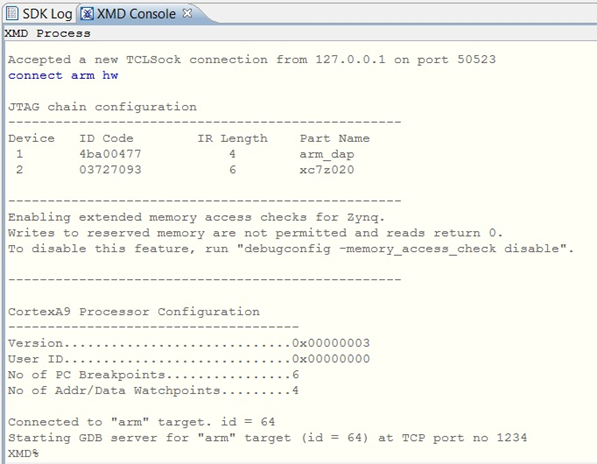 SDK Log XMD Console
XMD Process
Accepted a new TCLSock connection from 127.0.0.1 on port 50523
connect arm hw
JTAG chain configuration
--------------------------------------------------
Device ID Code IR Length Part Name
1 4ba00477 4 arm_dap
2 03727093 6 xc7z020
--------------------------------------------------
Enabling extended memory access checks for Zynq.
Writes to reserved memory are not permitted and reads return 0.
To disable this feature, run "debugconfig -memory_access_check disable".
--------------------------------------------------
CortexA9 Processor Configuration
-------------------------------------
Version.............................0x00000003
User ID.............................0x00000000
No of PC Breakpoints................6
No of Addr/Data Watchpoints.........4
Connected to "arm" target. id = 64
Starting GDB server for "arm" target (id = 64) at TCP port no 1234
XMD%